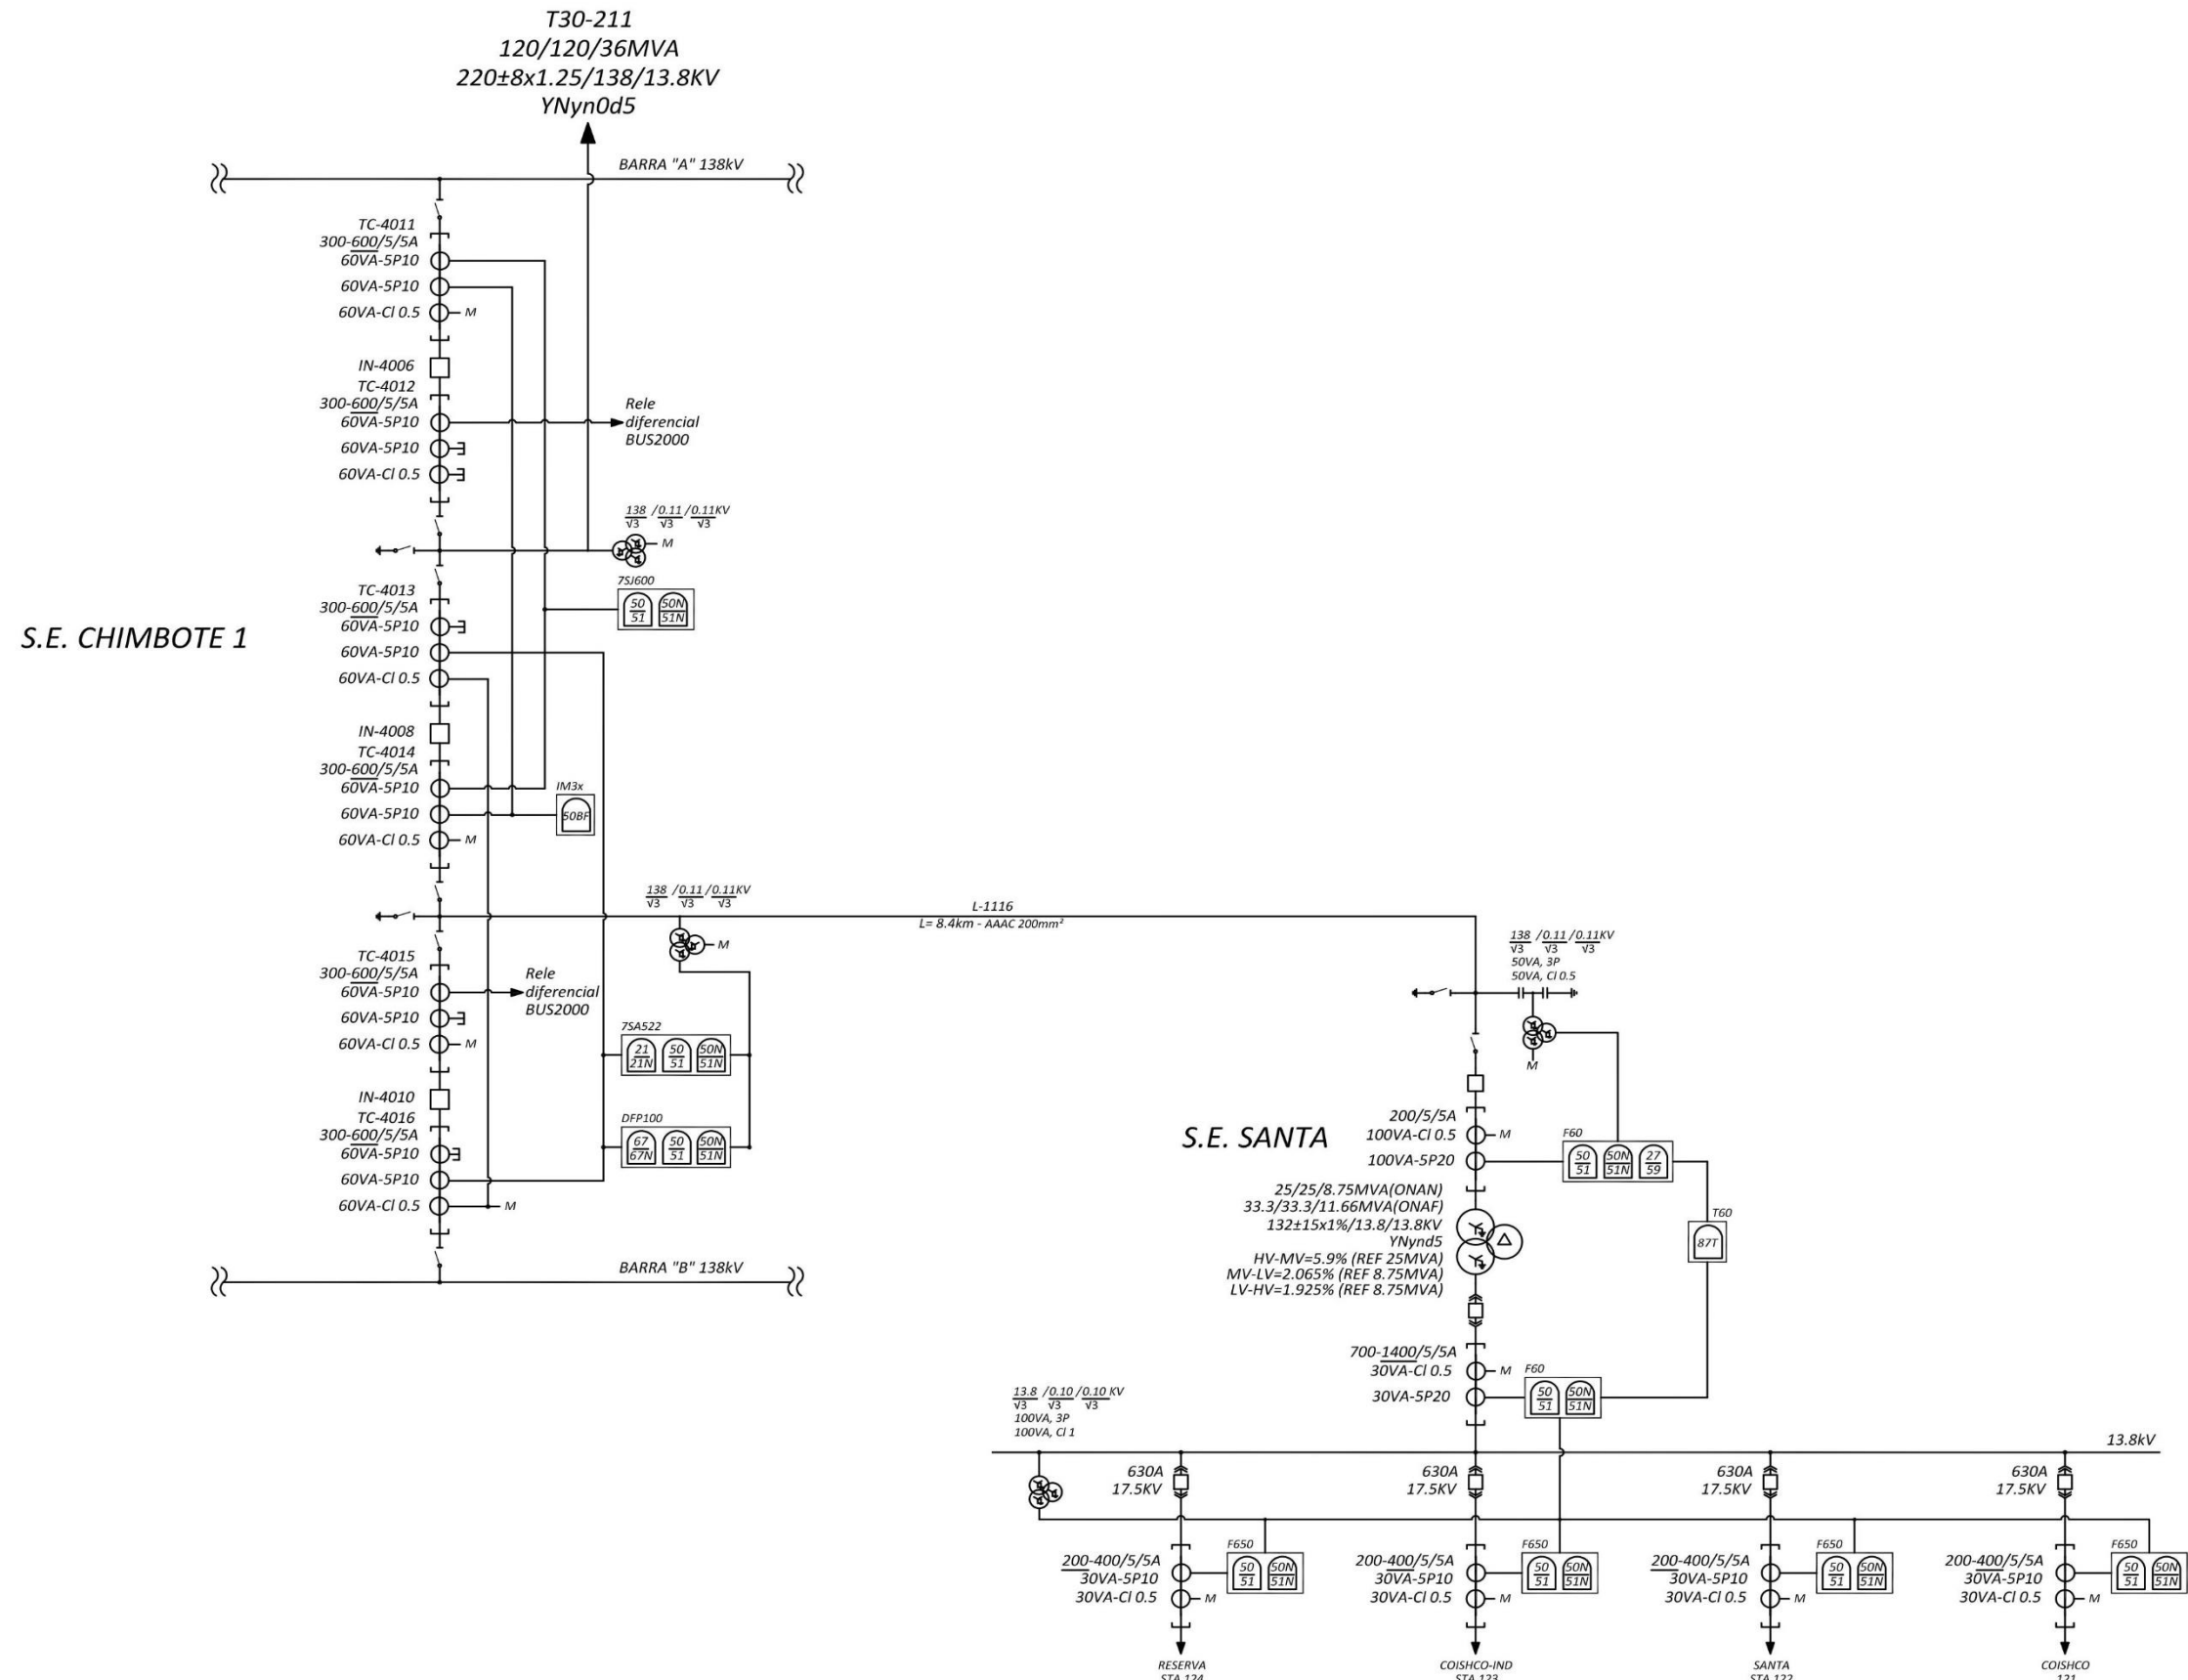 T30-211
120/120/36MVA
220±8x1.25/138/13.8KV
YNyn0d5
BARRA "A" 138kV
TC-4011
300-600/5/5A
60VA-5P10
60VA-5P10
60VA-Cl 0.5
M
IN-4006
TC-4012
300-600/5/5A
60VA-5P10
60VA-5P10
60VA-Cl 0.5
Rele
diferencial
BUS2000
138/√3 /0.11/√3 /0.11KV/√3
M
S.E. CHIMBOTE 1
TC-4013
300-600/5/5A
60VA-5P10
60VA-5P10
60VA-Cl 0.5
7SJ600
50/51 50N/51N
IN-4008
TC-4014
300-600/5/5A
60VA-5P10
60VA-5P10
60VA-Cl 0.5
M
IM3x
50BF
138/√3 /0.11/√3 /0.11KV/√3
M
L-1116
L= 8.4km - AAAC 200mm²
TC-4015
300-600/5/5A
60VA-5P10
60VA-5P10
60VA-Cl 0.5
M
Rele
diferencial
BUS2000
7SA522
21/21N 50/51 50N/51N
IN-4010
TC-4016
300-600/5/5A
60VA-5P10
60VA-5P10
60VA-Cl 0.5
M
DFP100
67/67N 50/51 50N/51N
BARRA "B" 138kV
138/√3 /0.11/√3 /0.11KV/√3
50VA, 3P
50VA, Cl 0.5
M
S.E. SANTA
200/5/5A
100VA-Cl 0.5
M
100VA-5P20
F60
50/51 50N/51N 27/59
25/25/8.75MVA(ONAN)
33.3/33.3/11.66MVA(ONAF)
132±15x1%/13.8/13.8KV
YNynd5
HV-MV=5.9% (REF 25MVA)
MV-LV=2.065% (REF 8.75MVA)
LV-HV=1.925% (REF 8.75MVA)
T60
87T
700-1400/5/5A
30VA-Cl 0.5
M
30VA-5P20
F60
50/51 50N/51N
13.8/√3 /0.10/√3 /0.10 KV/√3
100VA, 3P
100VA, Cl 1
13.8kV
630A
17.5KV
630A
17.5KV
630A
17.5KV
630A
17.5KV
200-400/5/5A
30VA-5P10
30VA-Cl 0.5
M
F650
50/51 50N/51N
200-400/5/5A
30VA-5P10
30VA-Cl 0.5
M
F650
50/51 50N/51N
200-400/5/5A
30VA-5P10
30VA-Cl 0.5
M
F650
50/51 50N/51N
200-400/5/5A
30VA-5P10
30VA-Cl 0.5
M
F650
50/51 50N/51N
RESERVA
STA 124
COISHCO-IND
STA 123
SANTA
STA 122
COISHCO
121